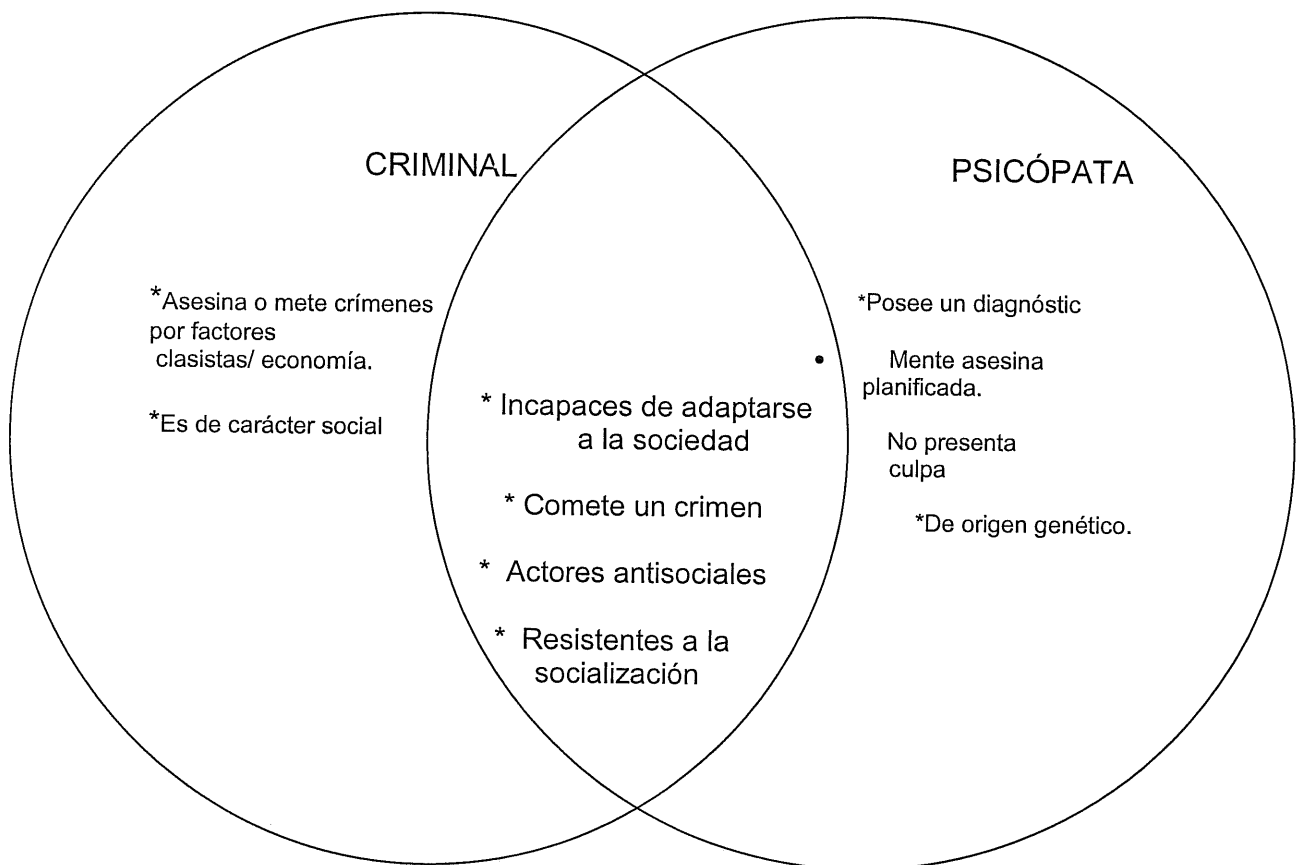 CRIMINAL
*Asesina o mete crímenes
por factores
clasistas/ economía.
*Es de carácter social
* Incapaces de adaptarse
a la sociedad
* Comete un crimen
* Actores antisociales
* Resistentes a la
socialización
PSICÓPATA
*Posee un diagnóstic
• Mente asesina
planificada.
No presenta
culpa
*De origen genético.